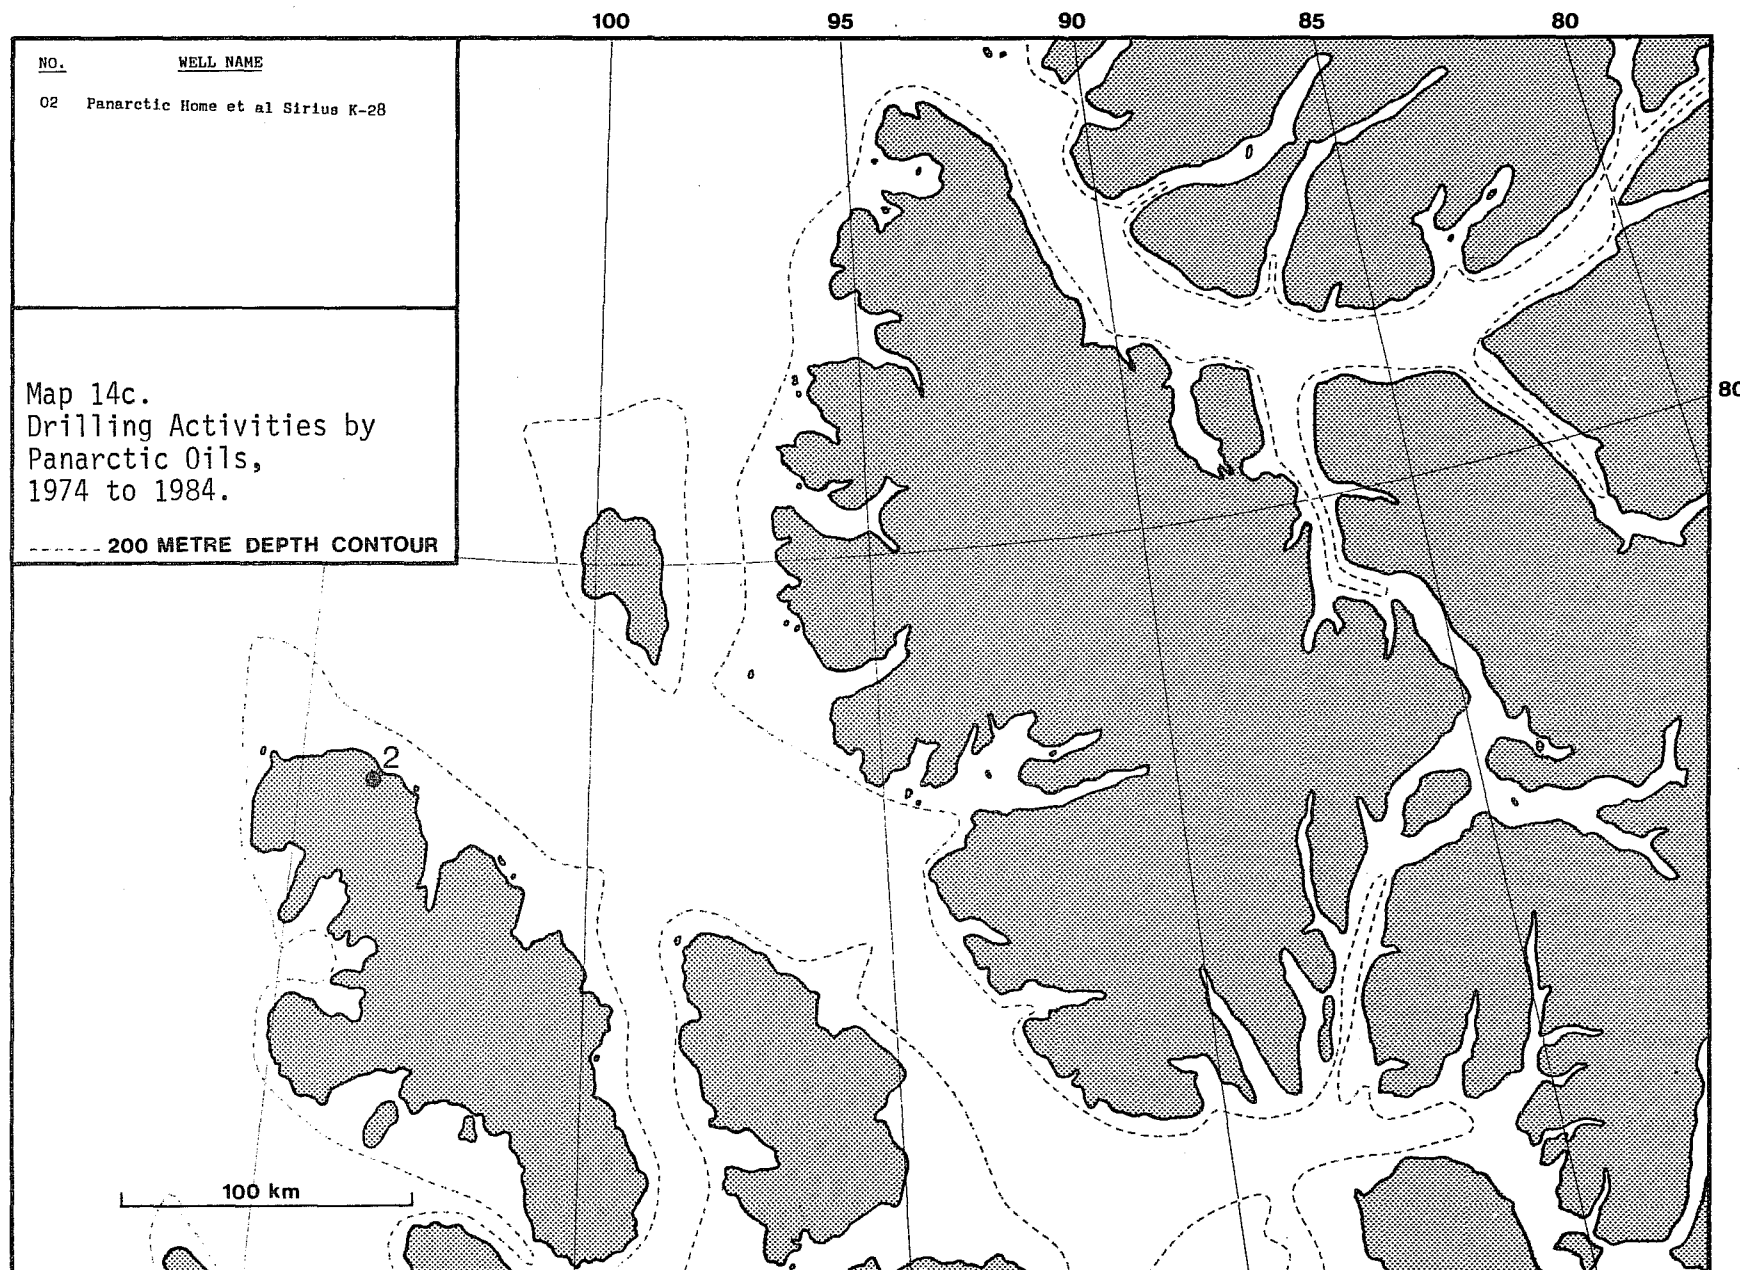 100 95 90 85 80
NO. WELL NAME
02 Panarctic Home et al Sirius K-28
Map 14c.
Drilling Activities by
Panarctic Oils,
1974 to 1984.
200 METRE DEPTH CONTOUR
80
2
100 km